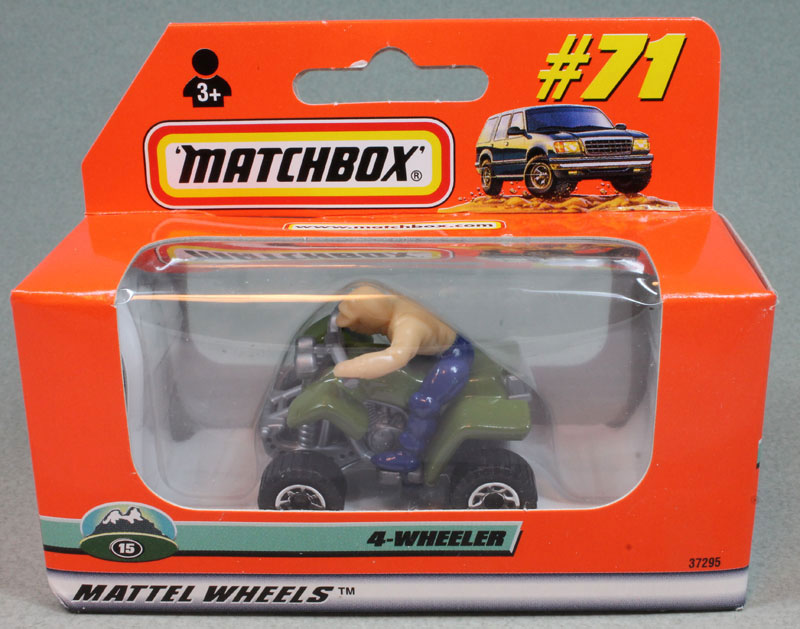 #71
3+
'MATCHBOX'®
www.matchbox.com
4-WHEELER
15
37295
MATTEL WHEELS™